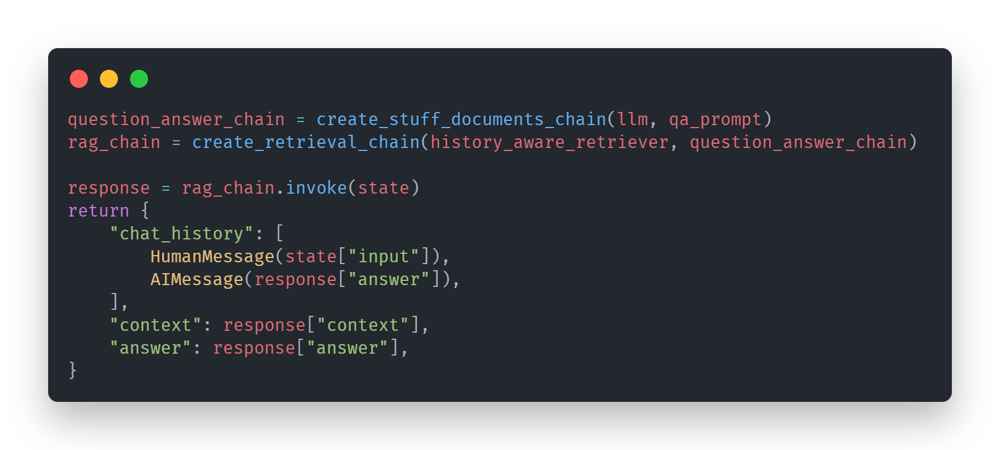 question_answer_chain = create_stuff_documents_chain(llm, qa_prompt)
rag_chain = create_retrieval_chain(history_aware_retriever, question_answer_chain)

response = rag_chain.invoke(state)
return {
    "chat_history": [
        HumanMessage(state["input"]),
        AIMessage(response["answer"]),
    ],
    "context": response["context"],
    "answer": response["answer"],
}